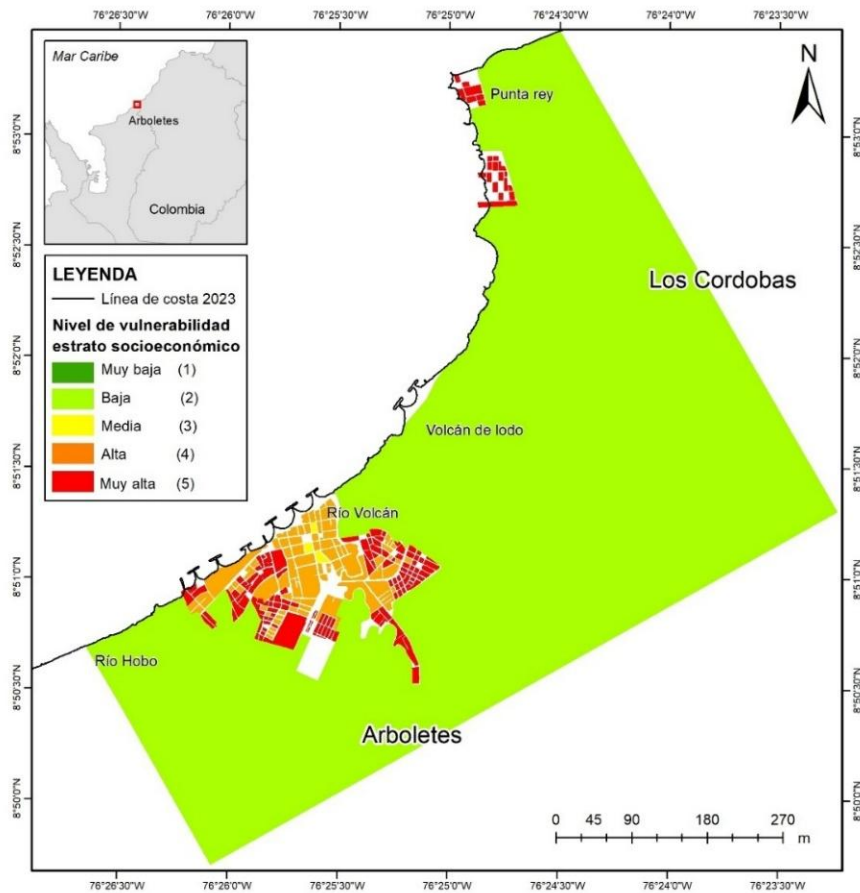 76°26'30"W 76°26'0"W 76°25'30"W 76°25'0"W 76°24'30"W 76°24'0"W 76°23'30"W
Mar Caribe
Arboletes
Colombia
N
Punta rey
8°53'0"N 8°53'0"N
8°52'30"N 8°52'30"N
Los Cordobas
LEYENDA
Línea de costa 2023
Nivel de vulnerabilidad
estrato socioeconómico
Muy baja (1)
Baja (2)
Media (3)
Alta (4)
Muy alta (5)
8°52'0"N 8°52'0"N
Volcán de lodo
8°51'30"N 8°51'30"N
Río Volcán
8°51'0"N 8°51'0"N
Río Hobo
8°50'30"N 8°50'30"N
Arboletes
8°50'0"N 8°50'0"N
0 45 90 180 270
m
76°26'30"W 76°26'0"W 76°25'30"W 76°25'0"W 76°24'30"W 76°24'0"W 76°23'30"W